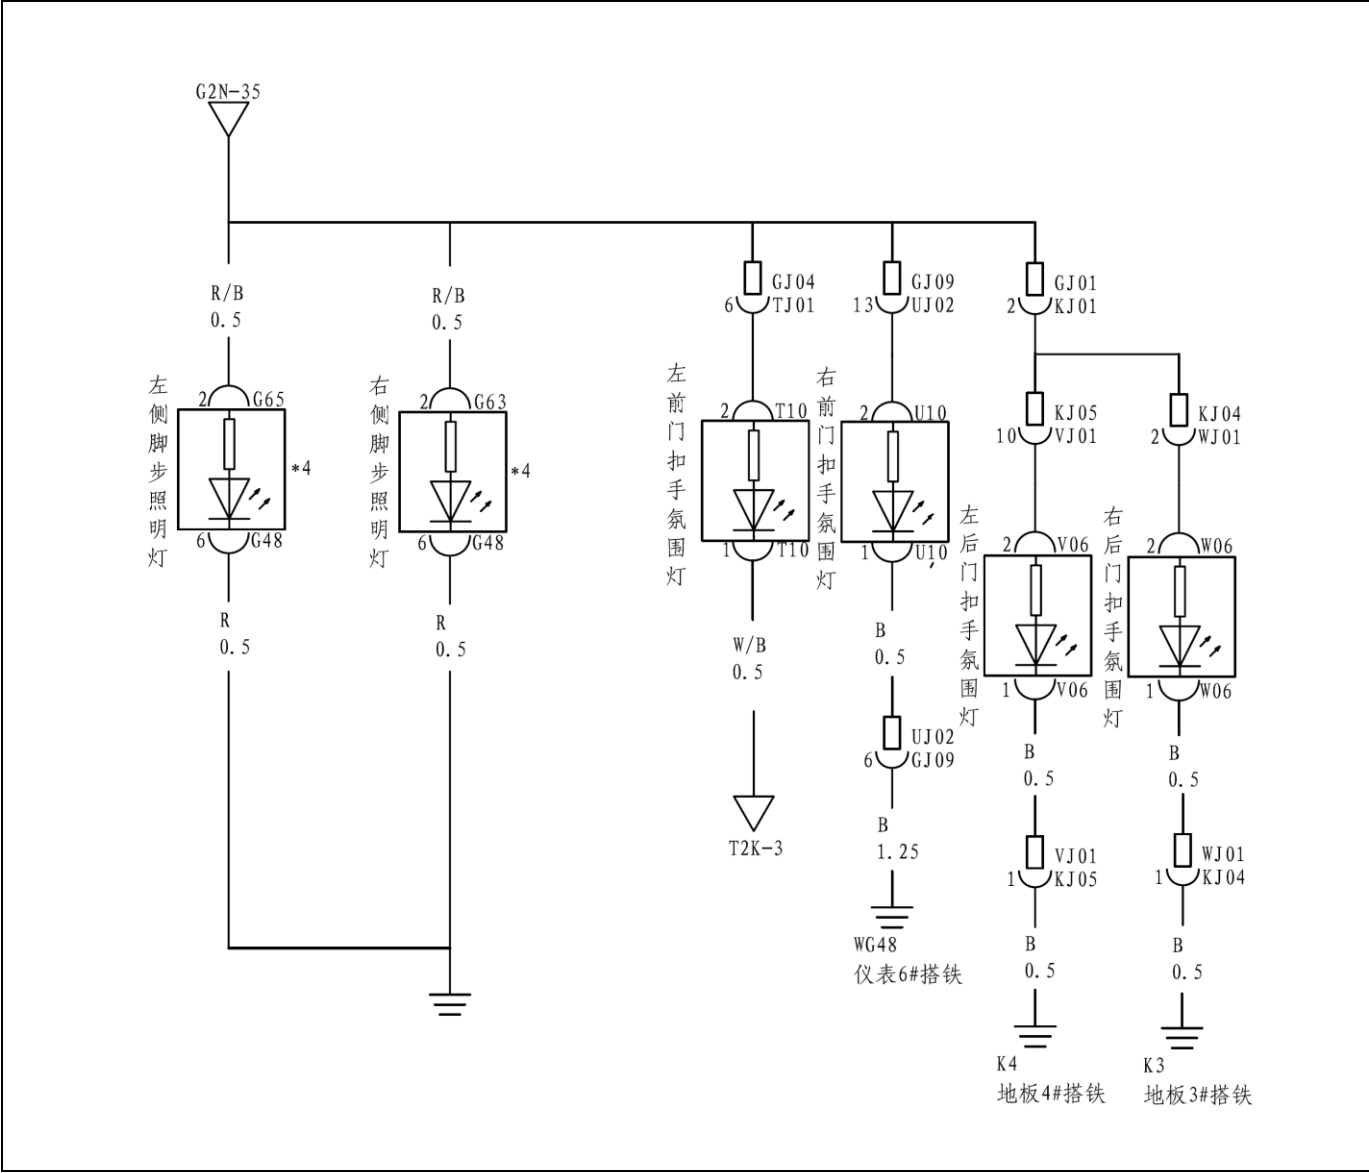 G2N-35
R/B
0.5
R/B
0.5
GJ04
6 TJ01
GJ09
13 UJ02
GJ01
2 KJ01
左侧脚步照明灯
2 G65
*4
6 G48
右侧脚步照明灯
2 G63
*4
6 G48
左前门扣手氛围灯
2 T10
1 T10
右前门扣手氛围灯
2 U10
1 U10
KJ05
10 VJ01
KJ04
2 WJ01
左后门扣手氛围灯
2 V06
1 V06
右后门扣手氛围灯
2 W06
1 W06
R
0.5
R
0.5
W/B
0.5
B
0.5
UJ02
6 GJ09
B
0.5
B
0.5
T2K-3
B
1.25
VJ01
1 KJ05
WJ01
1 KJ04
WG48
仪表6#搭铁
B
0.5
B
0.5
K4
地板4#搭铁
K3
地板3#搭铁